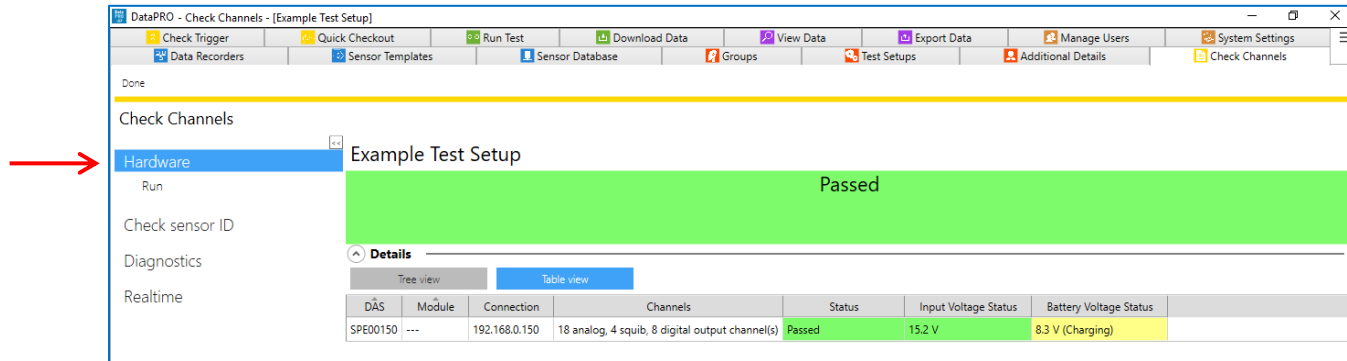 DataPRO - Check Channels - [Example Test Setup]
Check Trigger Quick Checkout Run Test Download Data View Data Export Data Manage Users System Settings
Data Recorders Sensor Templates Sensor Database Groups Test Setups Additional Details Check Channels
Done
Check Channels
<<
Hardware
Example Test Setup
Run
Passed
Check sensor ID
Details
Diagnostics
Tree view Table view
Realtime
DAS Module Connection Channels Status Input Voltage Status Battery Voltage Status
SPE00150 --- 192.168.0.150 18 analog, 4 squib, 8 digital output channel(s) Passed 15.2 V 8.3 V (Charging)